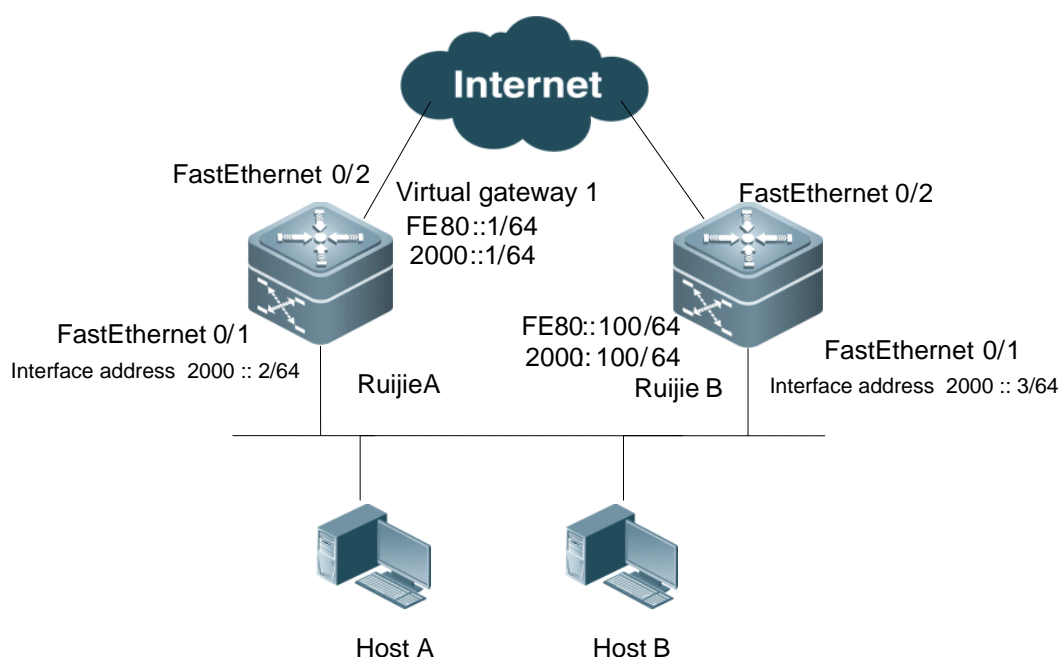 Internet
FastEthernet 0/2
Virtual gateway 1
FE80::1/64
2000::1/64
FastEthernet 0/2
FastEthernet 0/1
Interface address 2000 :: 2/64
RuijieA
FE80:: 100/64
2000: 100/ 64
Ruijie B
FastEthernet 0/1
Interface address 2000 :: 3/64
Host A
Host B